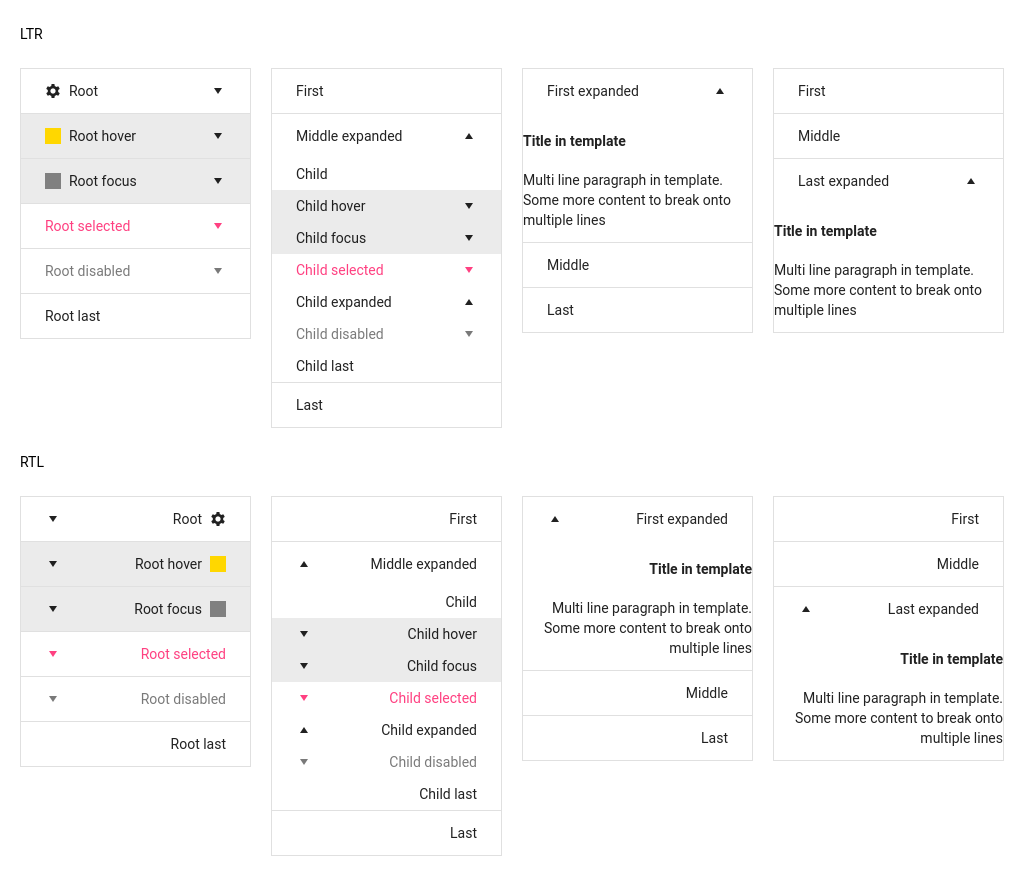 LTR
Root
Root hover
Root focus
Root selected
Root disabled
Root last
First
Middle expanded
Child
Child hover
Child focus
Child selected
Child expanded
Child disabled
Child last
Last
First expanded
Title in template
Multi line paragraph in template.
Some more content to break onto
multiple lines
Middle
Last
First
Middle
Last expanded
Title in template
Multi line paragraph in template.
Some more content to break onto
multiple lines
RTL
Root
Root hover
Root focus
Root selected
Root disabled
Root last
First
Middle expanded
Child
Child hover
Child focus
Child selected
Child expanded
Child disabled
Child last
Last
First expanded
Title in template
Multi line paragraph in template.
Some more content to break onto
multiple lines
Middle
Last
First
Middle
Last expanded
Title in template
Multi line paragraph in template.
Some more content to break onto
multiple lines